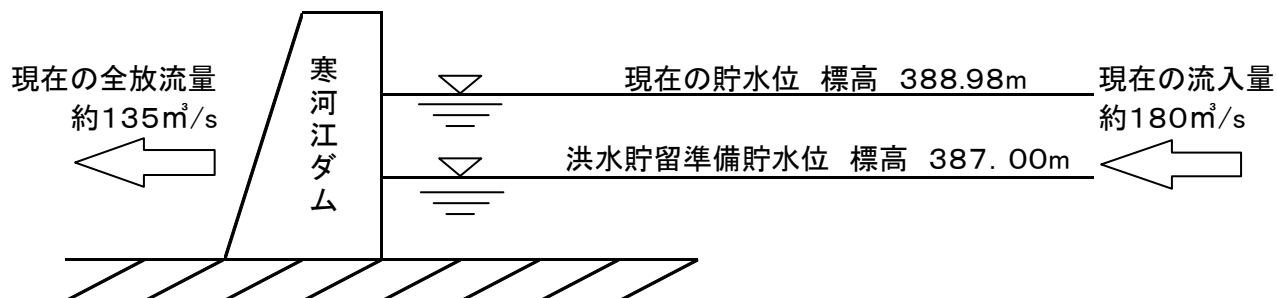 現在の全放流量
約135㎥/s
寒河江ダム
現在の貯水位 標高 388.98m
洪水貯留準備貯水位 標高 387.00m
現在の流入量
約180㎥/s